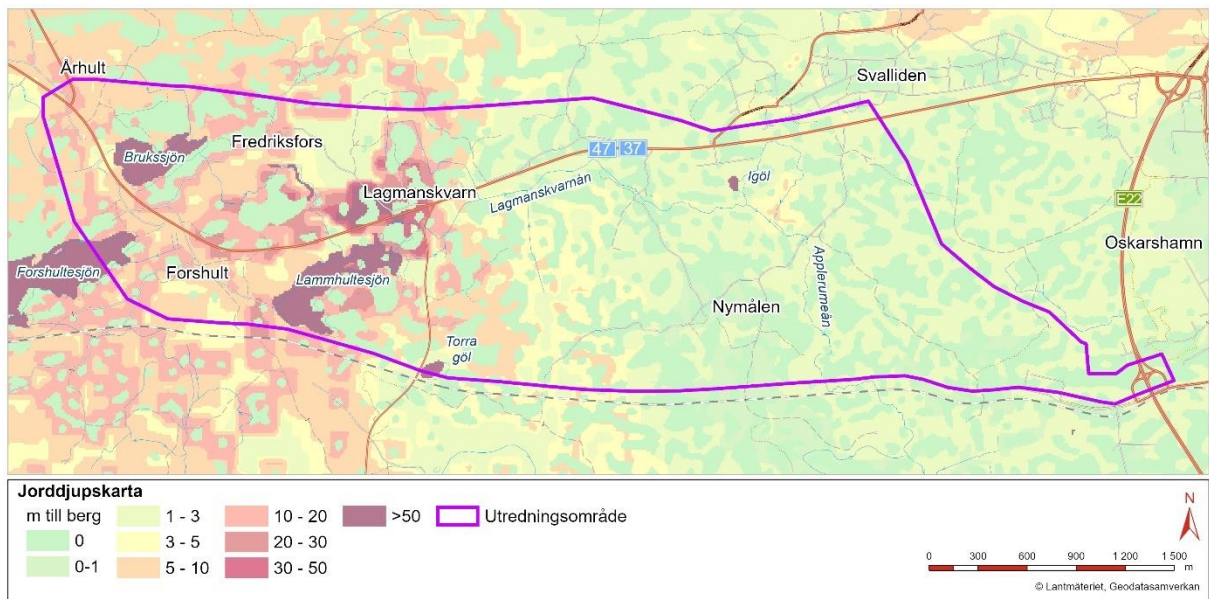 Århult
Svalliden
Fredriksfors
Brukssjön
47 37
Lagmanskvarn
Igöl
Lagmanskvarnån
E22
Oskarshamn
Forshultesjön
Forshult
Lammhultesjön
Applerumeån
Nymålen
Torra
göl
r
Jorddjupskarta
m till berg
0
0-1
1 - 3
3 - 5
5 - 10
10 - 20
20 - 30
30 - 50
>50
Utredningsområde
N
0 300 600 900 1 200 1 500
m
© Lantmäteriet, Geodatasamverkan